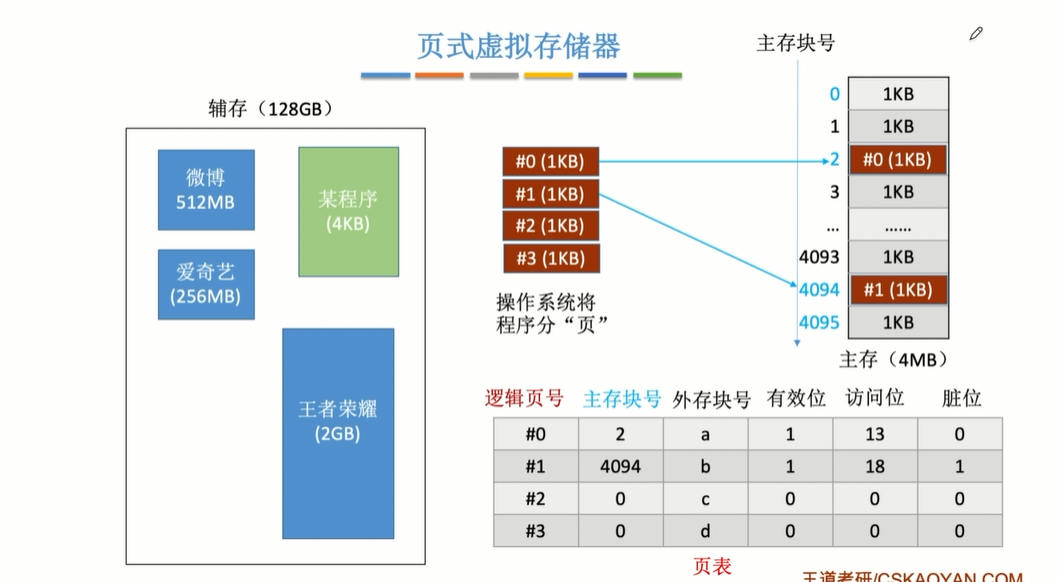 页式虚拟存储器
主存块号
辅存（128GB）
微博
512MB
某程序
(4KB)
爱奇艺
(256MB)
王者荣耀
(2GB)
#0 (1KB)
#1 (1KB)
#2 (1KB)
#3 (1KB)
操作系统将
程序分“页”
0 1KB
1 1KB
2 #0 (1KB)
3 1KB
... ......
4093 1KB
4094 #1 (1KB)
4095 1KB
主存（4MB）
逻辑页号 主存块号 外存块号 有效位 访问位 脏位
#0 2 a 1 13 0
#1 4094 b 1 18 1
#2 0 c 0 0 0
#3 0 d 0 0 0
页表
王道考研/CSKAOYAN.COM